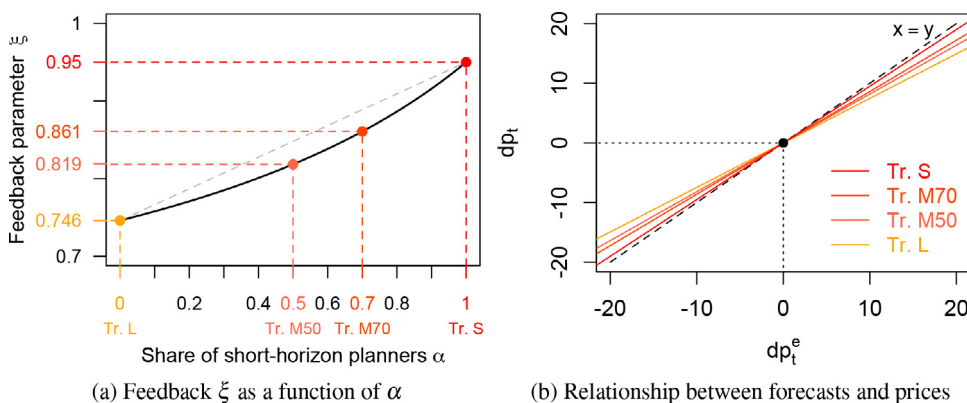 Feedback parameter ξ
1
0.95
0.861
0.819
0.746
0.7
0 0.2 0.4 0.5 0.6 0.7 0.8 1
Tr. L Tr. M50 Tr. M70 Tr. S
Share of short-horizon planners α
(a) Feedback ξ as a function of α
dpₜ
20
10
0
-10
-20
x = y
Tr. S
Tr. M70
Tr. M50
Tr. L
-20 -10 0 10 20
dpₜᵉ
(b) Relationship between forecasts and prices